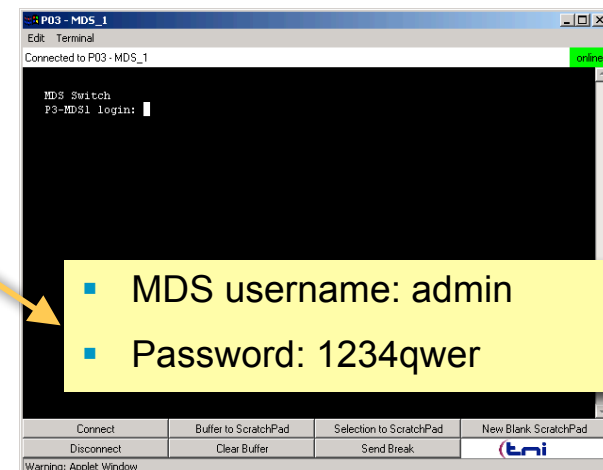 P03 - MDS_1
Edit Terminal
Connected to P03 - MDS_1 online
MDS Switch
P3-MDS1 login:
MDS username: admin
Password: 1234qwer
Connect Buffer to ScratchPad Selection to ScratchPad New Blank ScratchPad
Disconnect Clear Buffer Send Break tmi
Warning: Applet Window